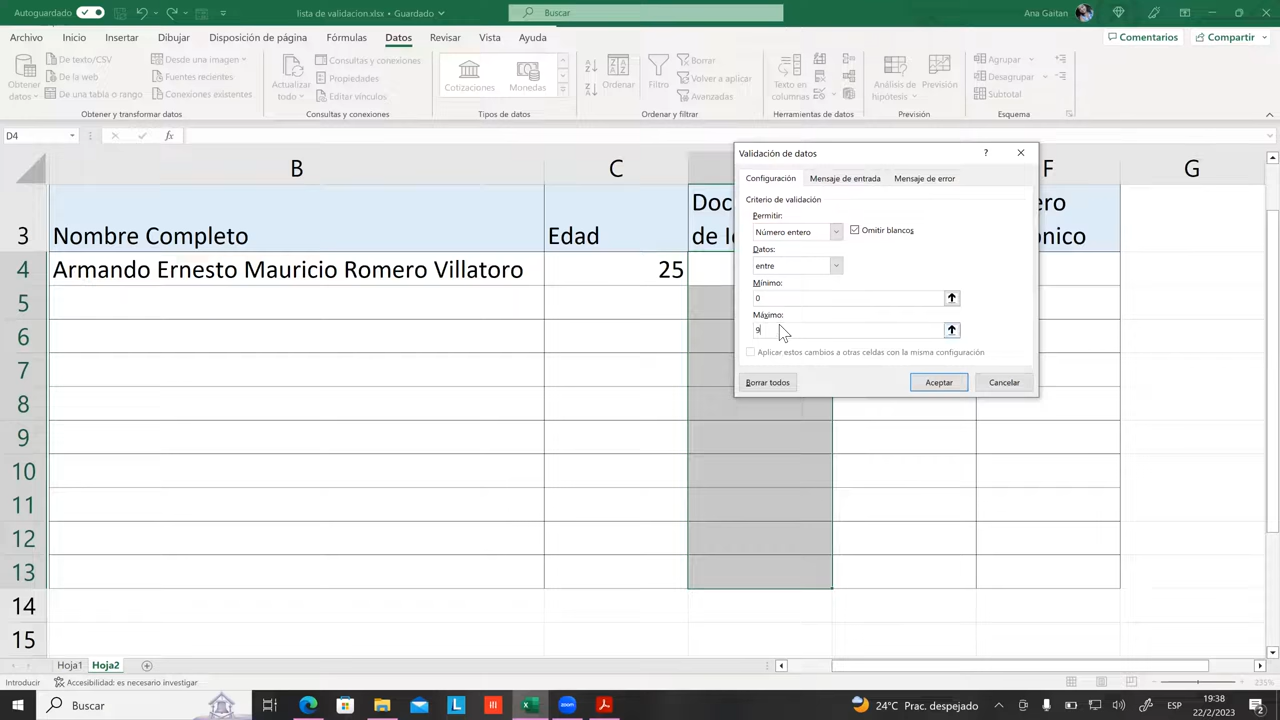 Autoguardado
lista de validacion.xlsx • Guardado
Buscar
Ana Gaitan
Archivo Inicio Insertar Dibujar Disposición de página Fórmulas Datos Revisar Vista Ayuda
Comentarios Compartir
Obtener datos
De texto/CSV
De la web
De una tabla o rango
Desde una imagen
Fuentes recientes
Conexiones existentes
Obtener y transformar datos
Actualizar todo
Consultas y conexiones
Propiedades
Editar vínculos
Consultas y conexiones
Cotizaciones
Monedas
Tipos de datos
Ordenar
Filtro
Borrar
Volver a aplicar
Avanzadas
Ordenar y filtrar
Texto en columnas
Herramientas de datos
Análisis de hipótesis
Previsión
Previsión
Agrupar
Desagrupar
Subtotal
Esquema
D4
fx
B C F G
3 Nombre Completo Edad
Doc
de Id
ero
onico
4 Armando Ernesto Mauricio Romero Villatoro 25
5
6
7
8
9
10
11
12
13
14
15
Validación de datos
?
Configuración Mensaje de entrada Mensaje de error
Criterio de validación
Permitir:
Número entero
Omitir blancos
Datos:
entre
Mínimo:
0
Máximo:
9
Aplicar estos cambios a otras celdas con la misma configuración
Borrar todos Aceptar Cancelar
Hoja1 Hoja2
Introducir Accesibilidad: es necesario investigar
235%
Buscar
L
zoom
24°C Prac. despejado
ESP
19:38
22/2/2023